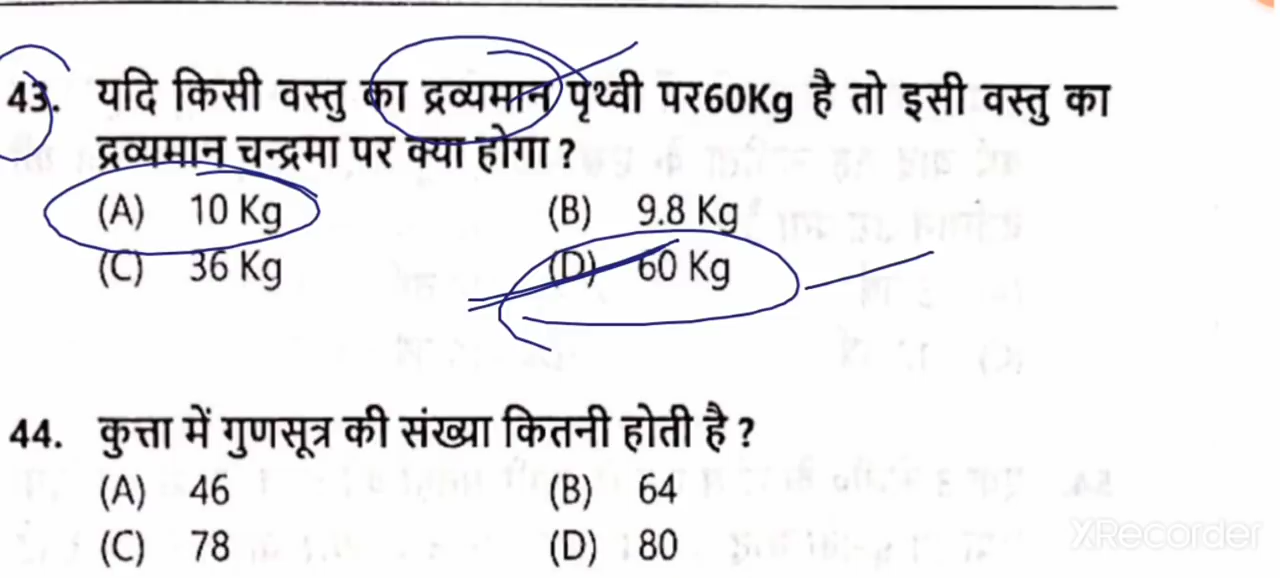 43. यदि किसी वस्तु का द्रव्यमान पृथ्वी पर60Kg है तो इसी वस्तु का
द्रव्यमान चन्द्रमा पर क्या होगा ?
(A) 10 Kg (B) 9.8 Kg
(C) 36 Kg (D) 60 Kg
44. कुत्ता में गुणसूत्र की संख्या कितनी होती है ?
(A) 46 (B) 64
(C) 78 (D) 80
XRecorder